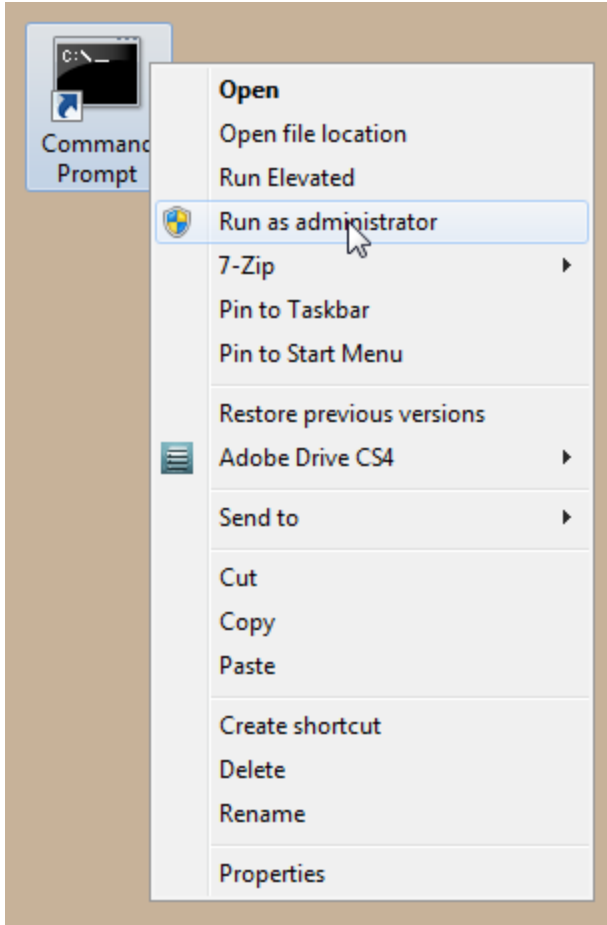 C:\_
Command
Prompt
Open
Open file location
Run Elevated
Run as administrator
7-Zip
Pin to Taskbar
Pin to Start Menu
Restore previous versions
Adobe Drive CS4
Send to
Cut
Copy
Paste
Create shortcut
Delete
Rename
Properties